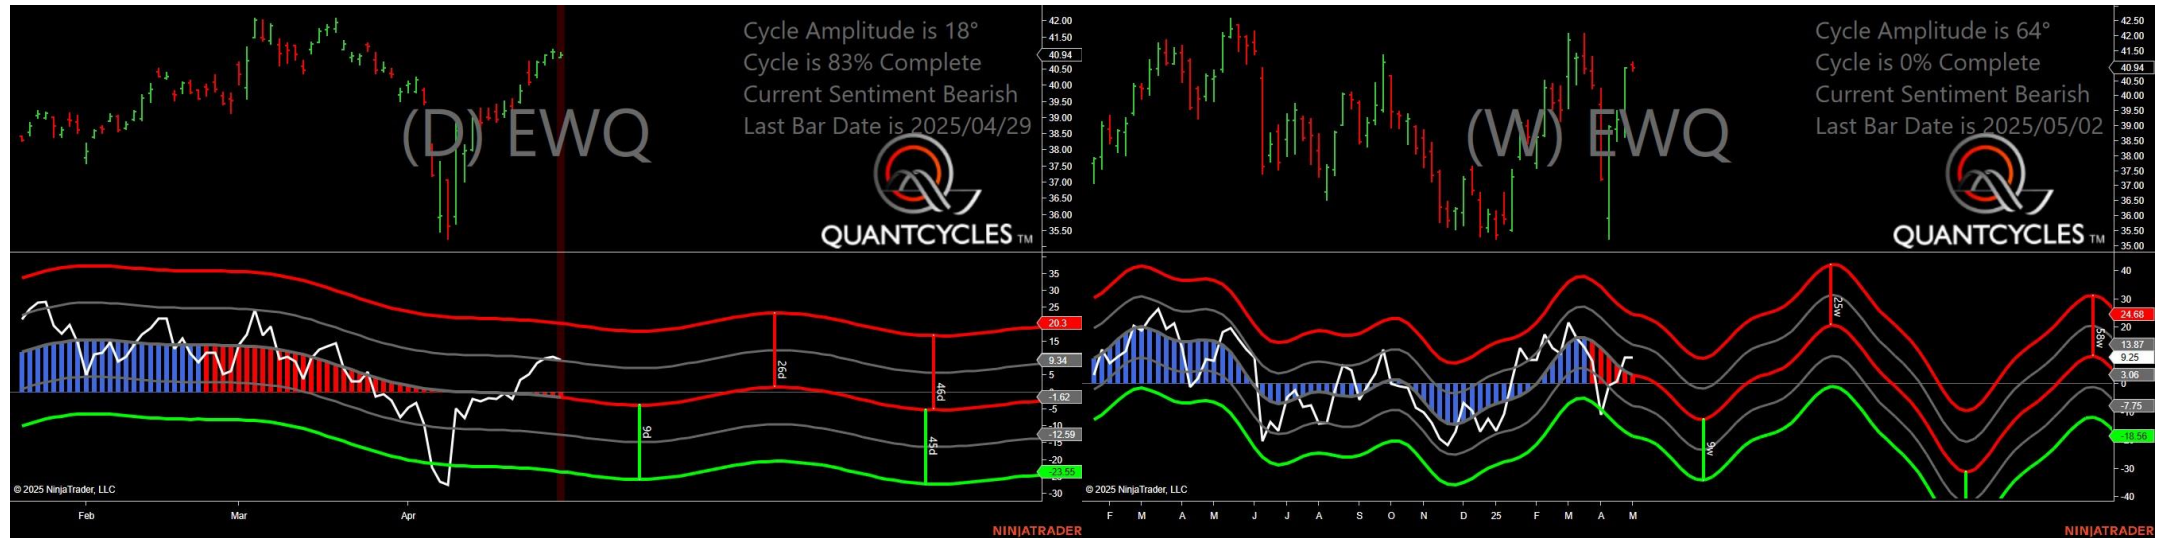 Cycle Amplitude is 18°
Cycle is 83% Complete
Current Sentiment Bearish
Last Bar Date is 2025/04/29
(D) EWQ
QUANTCYCLES TM
42.00
41.50
40.94
40.50
40.00
39.50
39.00
38.50
38.00
37.50
37.00
36.50
36.00
35.50
35
30
25
20.3
15
9.34
5
-1.62
-5
-10
-12.59
-20
-23.55
-30
26d
46d
9d
45d
© 2025 NinjaTrader, LLC
Feb Mar Apr
NINJATRADER
Cycle Amplitude is 64°
Cycle is 0% Complete
Current Sentiment Bearish
Last Bar Date is 2025/05/02
(W) EWQ
QUANTCYCLES TM
42.50
42.00
41.50
40.94
40.50
40.00
39.50
39.00
38.50
38.00
37.50
37.00
36.50
36.00
35.50
35.00
40
30
24.68
20
13.87
9.25
3.06
0
-7.75
-18.56
-30
-40
25w
58w
9w
© 2025 NinjaTrader, LLC
F M A M J J A S O N D 25 F M A M
NINJATRADER